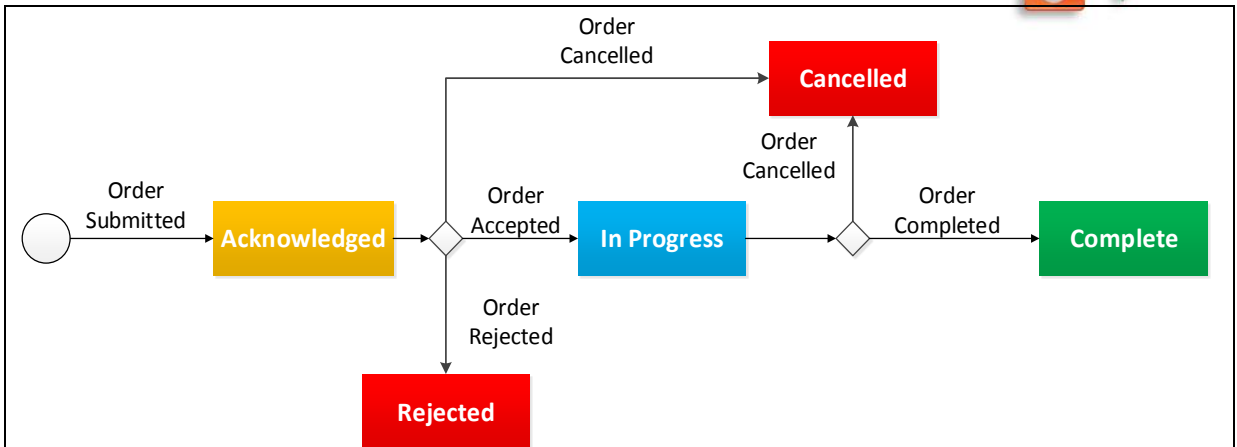 Order
Cancelled
Cancelled
Order
Cancelled
Order
Submitted
Acknowledged
Order
Accepted
In Progress
Order
Completed
Complete
Order
Rejected
Rejected